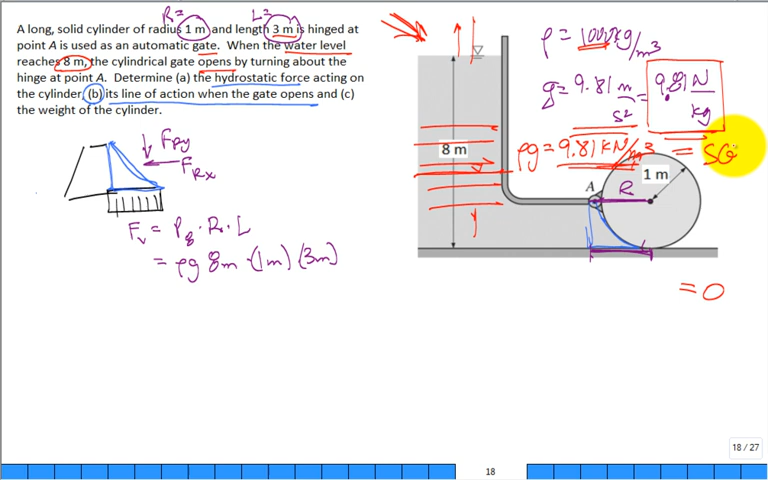 R= L=
A long, solid cylinder of radius 1 m and length 3 m is hinged at
point A is used as an automatic gate. When the water level
reaches 8 m, the cylindrical gate opens by turning about the
hinge at point A. Determine (a) the hydrostatic force acting on
the cylinder (b) its line of action when the gate opens and (c)
the weight of the cylinder.
FRy
FRx
Fv = P8 · R · L
= ρg 8m · (1m) (3m)
ρ = 1000 kg/m3
g = 9.81 m/s2 = 9.81 N/kg
ρg = 9.81 kN/m3 = SG
8 m
1 m
A
R
= 0
18 / 27
18